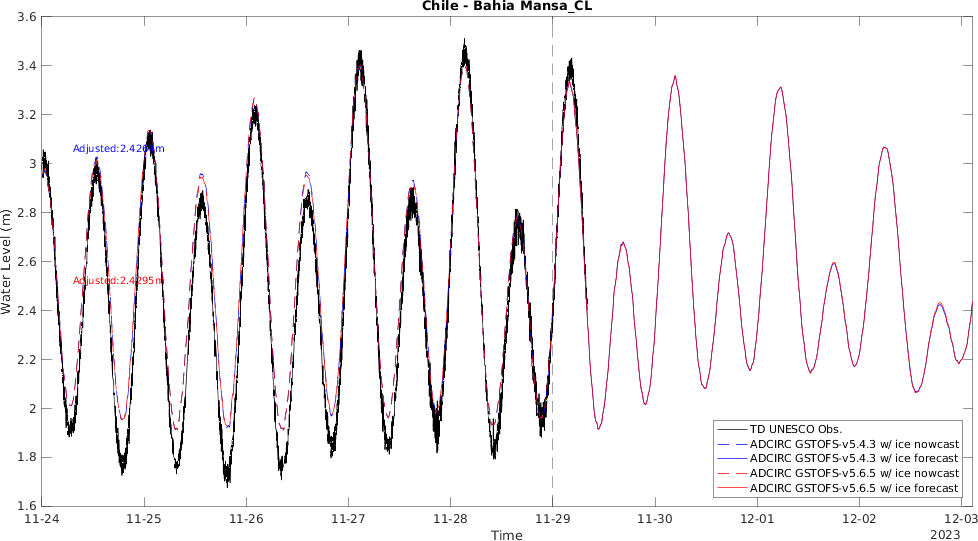 Chile - Bahia Mansa_CL
3.6
3.4
3.2
3
2.8
2.6
2.4
2.2
2
1.8
1.6
Water Level (m)
Adjusted:2.4295m
TD UNESCO Obs.
ADCIRC GSTOFS-v5.4.3 w/ ice nowcast
ADCIRC GSTOFS-v5.4.3 w/ ice forecast
ADCIRC GSTOFS-v5.6.5 w/ ice nowcast
ADCIRC GSTOFS-v5.6.5 w/ ice forecast
11-24 11-25 11-26 11-27 11-28 11-29 11-30 12-01 12-02 12-03
Time
2023